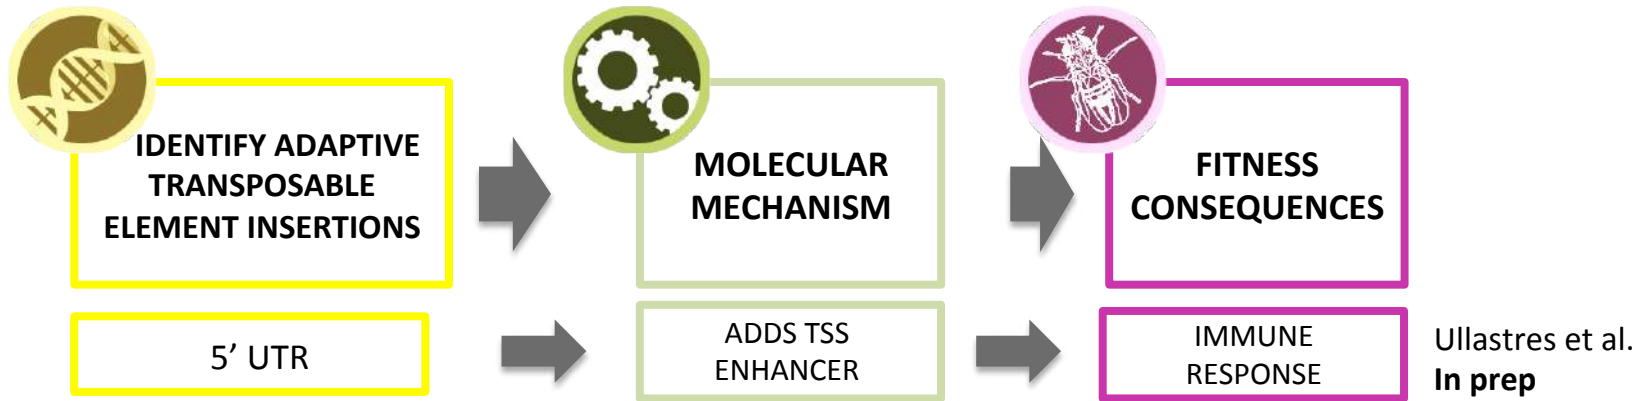 IDENTIFY ADAPTIVE
TRANSPOSABLE
ELEMENT INSERTIONS
MOLECULAR
MECHANISM
FITNESS
CONSEQUENCES
5’ UTR
ADDS TSS
ENHANCER
IMMUNE
RESPONSE
Ullastres et al.
In prep